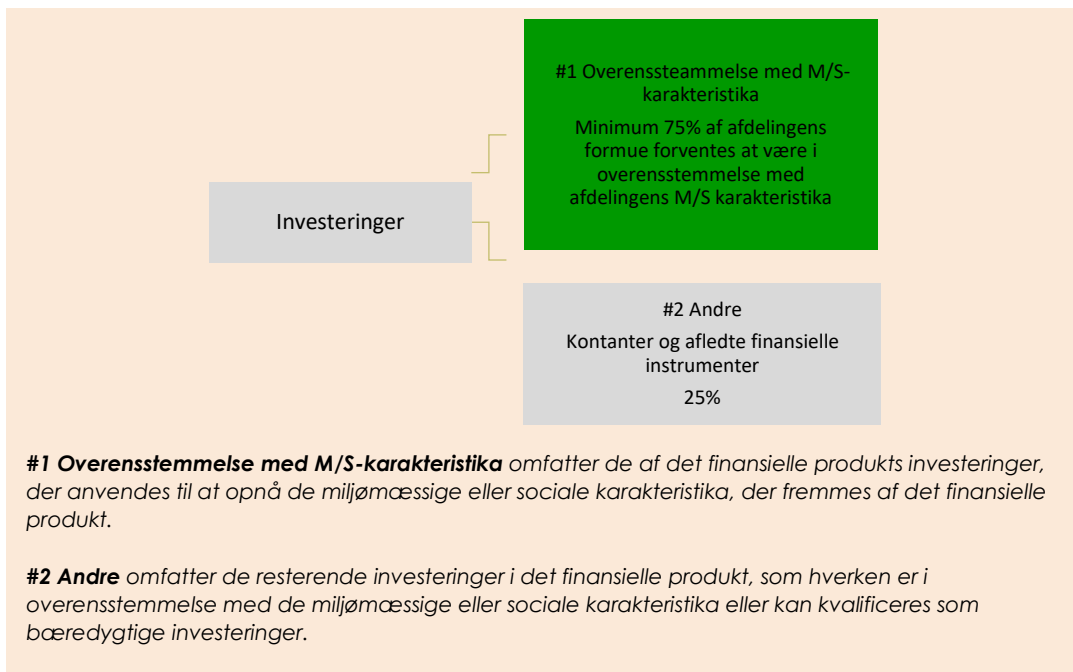 #1 Overenssteammelse med M/S-
karakteristika
Minimum 75% af afdelingens
formue forventes at være i
overensstemmelse med
afdelingens M/S karakteristika
Investeringer
#2 Andre
Kontanter og afledte finansielle
instrumenter
25%
#1 Overensstemmelse med M/S-karakteristika omfatter de af det finansielle produkts investeringer,
der anvendes til at opnå de miljømæssige eller sociale karakteristika, der fremmes af det finansielle
produkt.
#2 Andre omfatter de resterende investeringer i det finansielle produkt, som hverken er i
overensstemmelse med de miljømæssige eller sociale karakteristika eller kan kvalificeres som
bæredygtige investeringer.